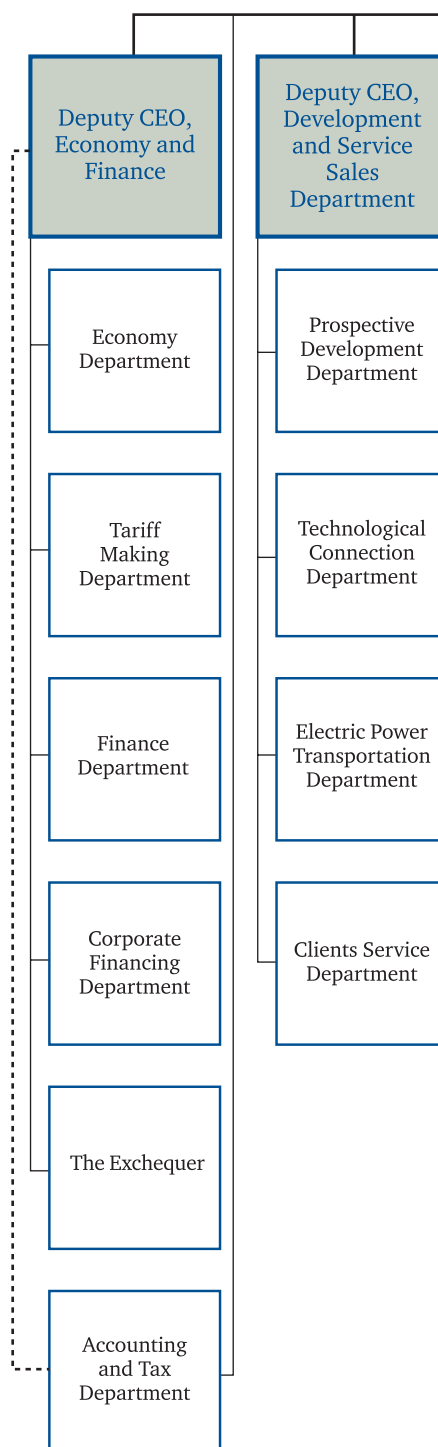 Deputy CEO,
Economy and
Finance
Economy
Department
Tariff
Making
Department
Finance
Department
Corporate
Financing
Department
The Exchequer
Accounting
and Tax
Department
Deputy CEO,
Development
and Service
Sales
Department
Prospective
Development
Department
Technological
Connection
Department
Electric Power
Transportation
Department
Clients Service
Department